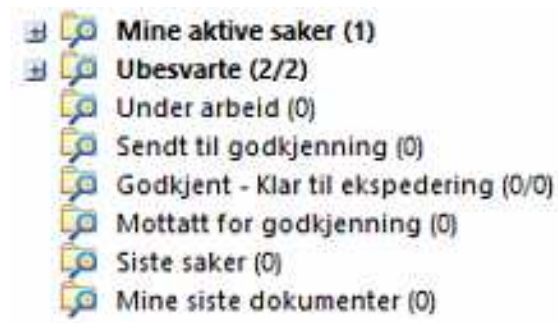 Mine aktive saker (1)
Ubesvarte (2/2)
Under arbeid (0)
Sendt til godkjenning (0)
Godkjent - Klar til ekspedering (0/0)
Mottatt for godkjenning (0)
Siste saker (0)
Mine siste dokumenter (0)